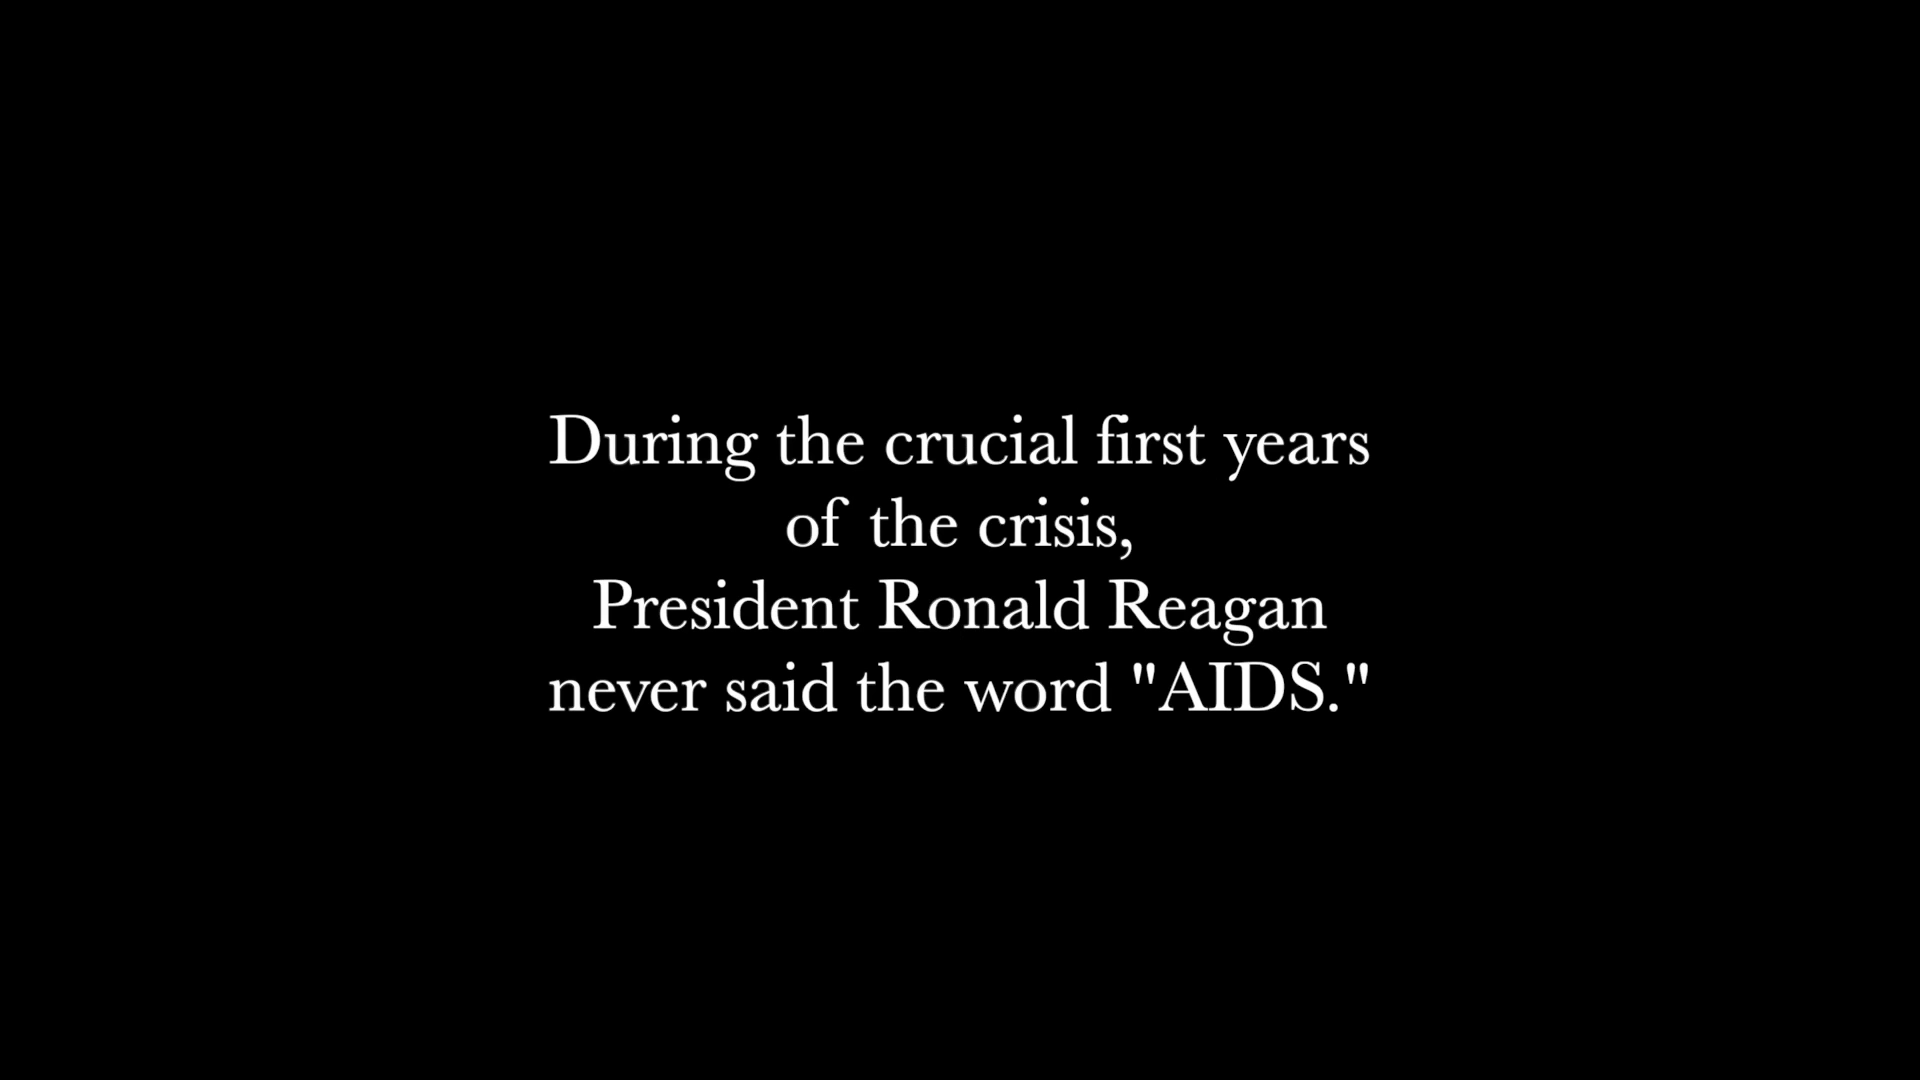 During the crucial first years
of the crisis,
President Ronald Reagan
never said the word "AIDS."